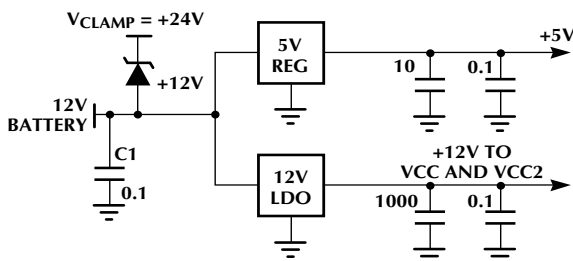 VCLAMP = +24V
+12V
12V
BATTERY
C1
0.1
5V
REG
10
0.1
+5V
12V
LDO
+12V TO
VCC AND VCC2
1000
0.1